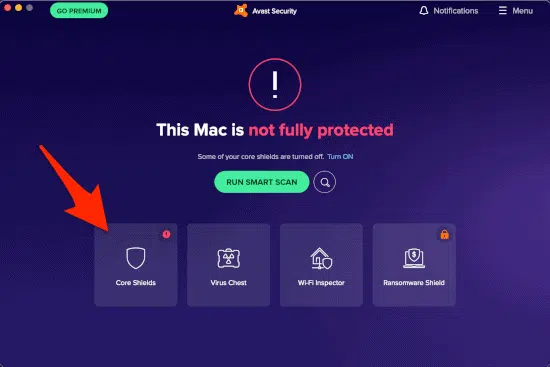 GO PREMIUM
Avast Security
Notifications
Menu
This Mac is not fully protected
Some of your core shields are turned off. Turn ON
RUN SMART SCAN
Core Shields
Virus Chest
Wi-Fi Inspector
Ransomware Shield